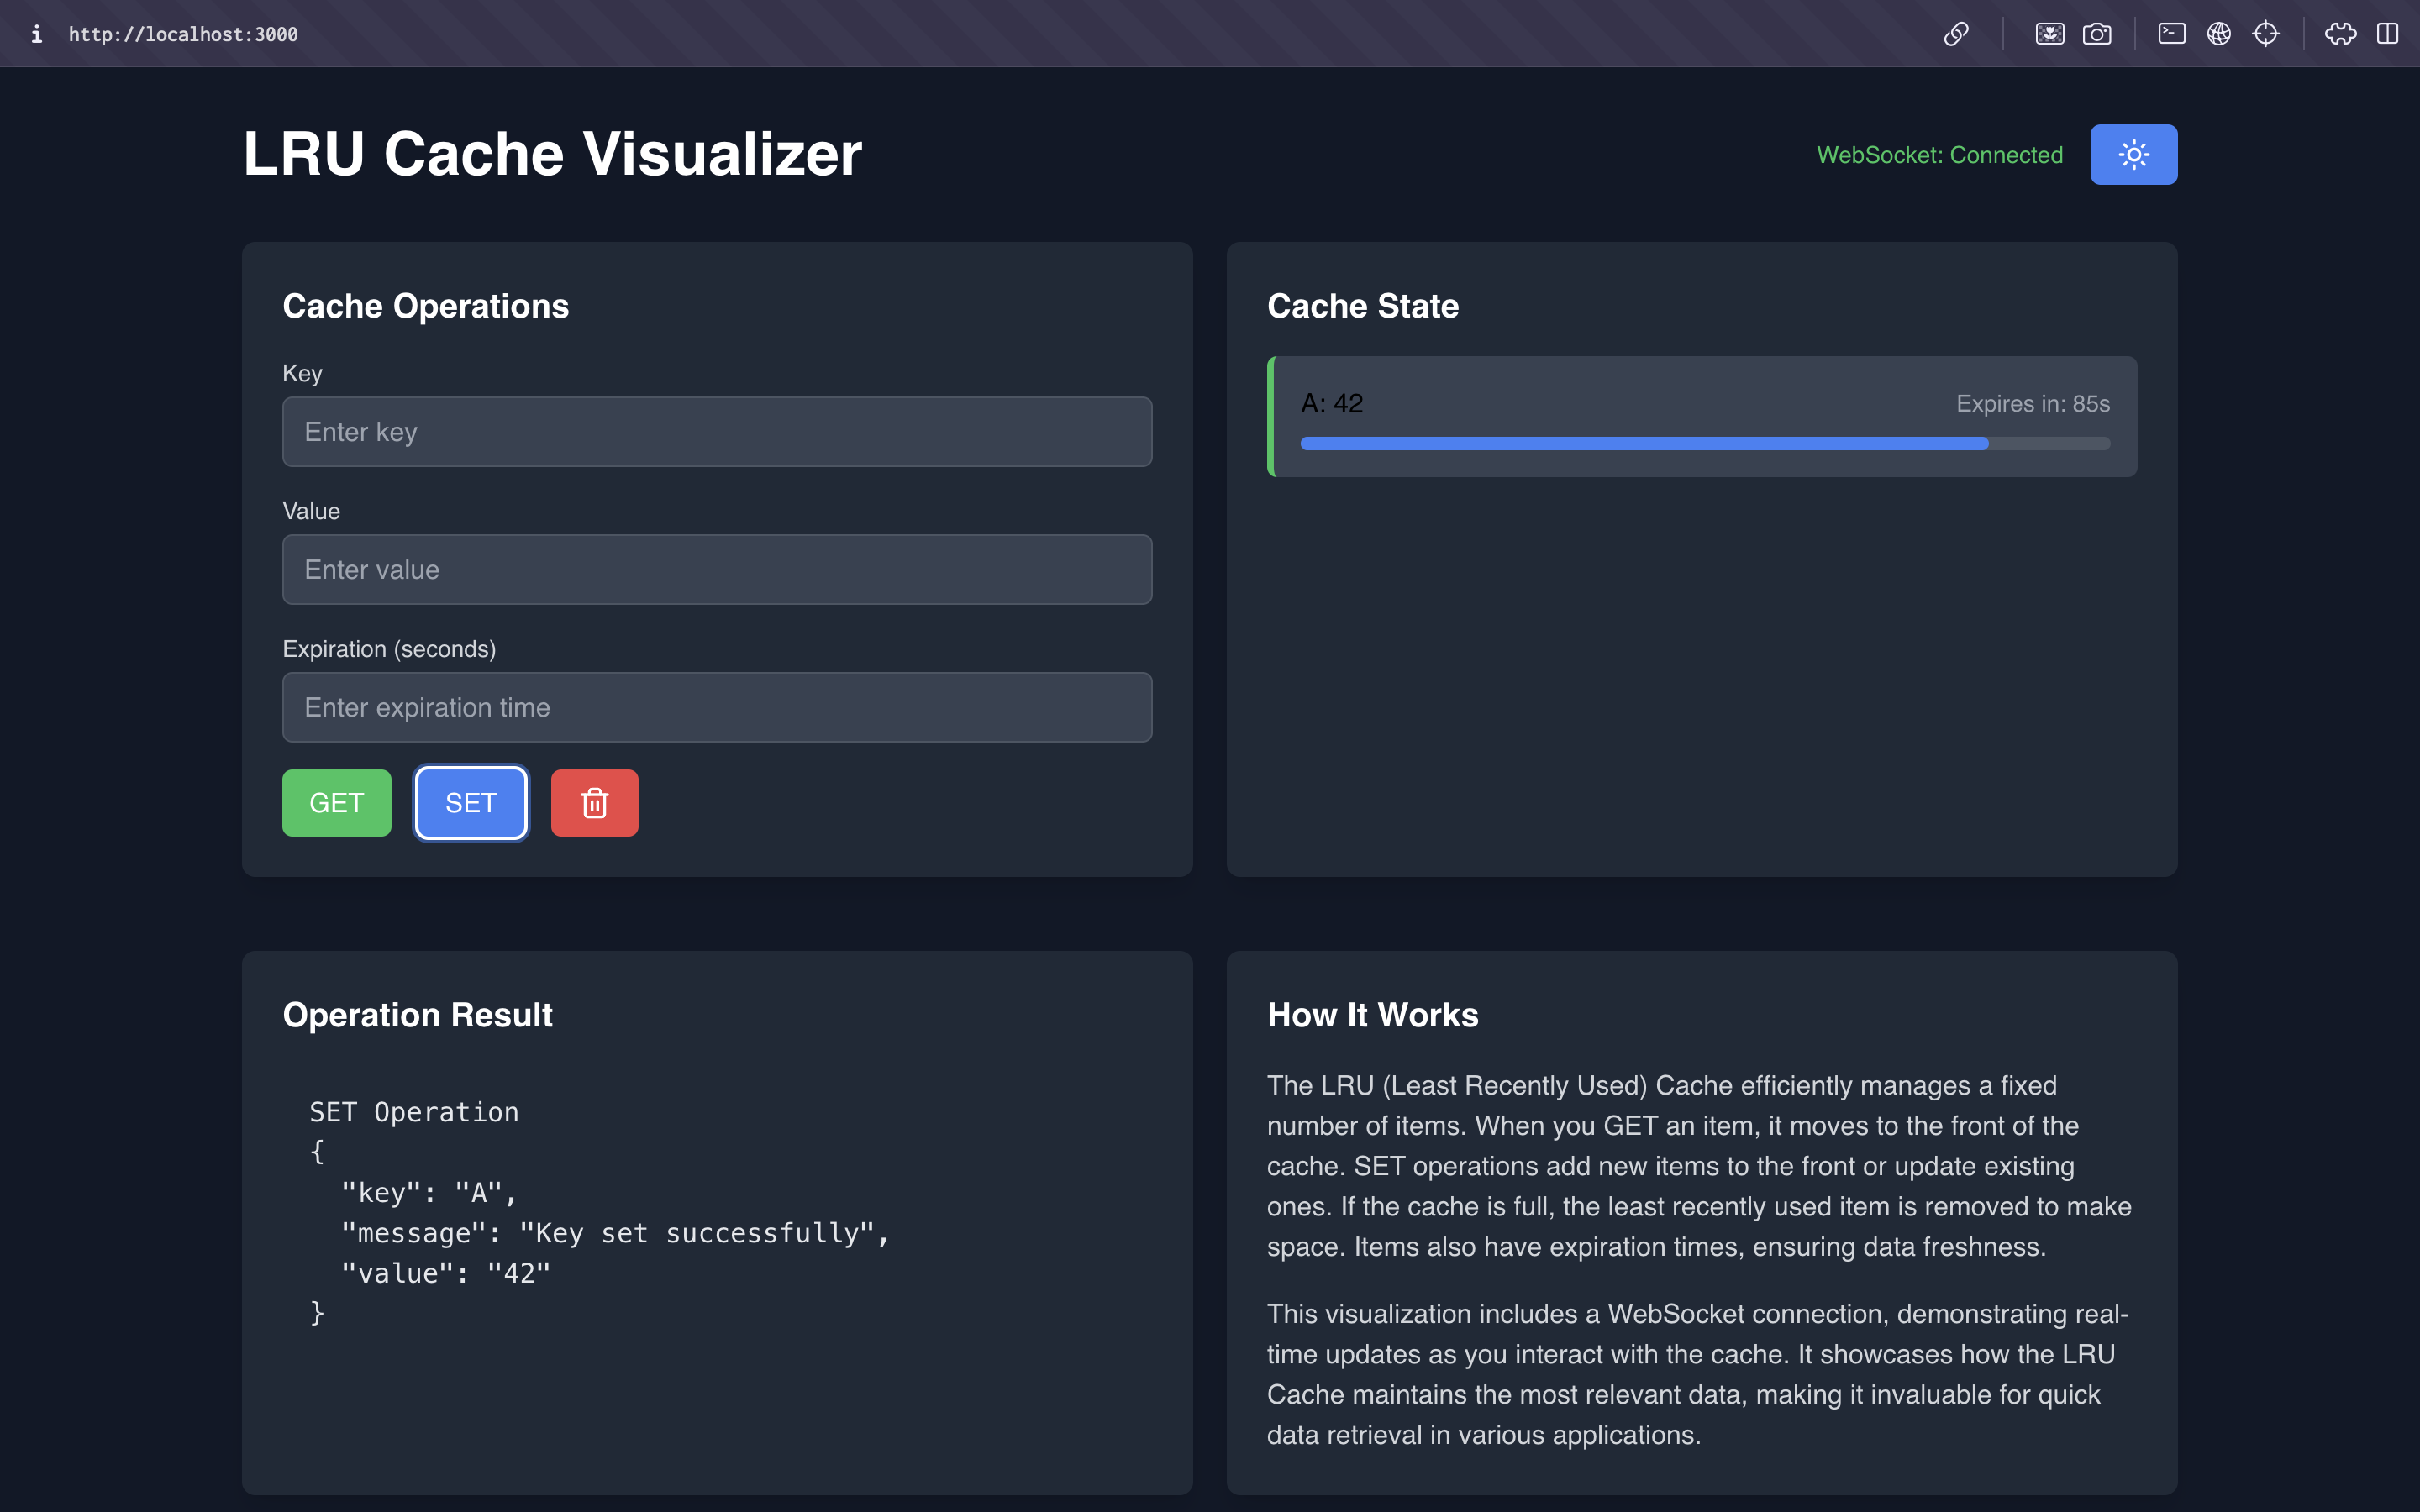 http://localhost:3000
LRU Cache Visualizer
WebSocket: Connected
Cache Operations
Key
Enter key
Value
Enter value
Expiration (seconds)
Enter expiration time
GET SET
Cache State
A: 42 Expires in: 85s
Operation Result
SET Operation
{
  "key": "A",
  "message": "Key set successfully",
  "value": "42"
}
How It Works
The LRU (Least Recently Used) Cache efficiently manages a fixed
number of items. When you GET an item, it moves to the front of the
cache. SET operations add new items to the front or update existing
ones. If the cache is full, the least recently used item is removed to make
space. Items also have expiration times, ensuring data freshness.
This visualization includes a WebSocket connection, demonstrating real-
time updates as you interact with the cache. It showcases how the LRU
Cache maintains the most relevant data, making it invaluable for quick
data retrieval in various applications.